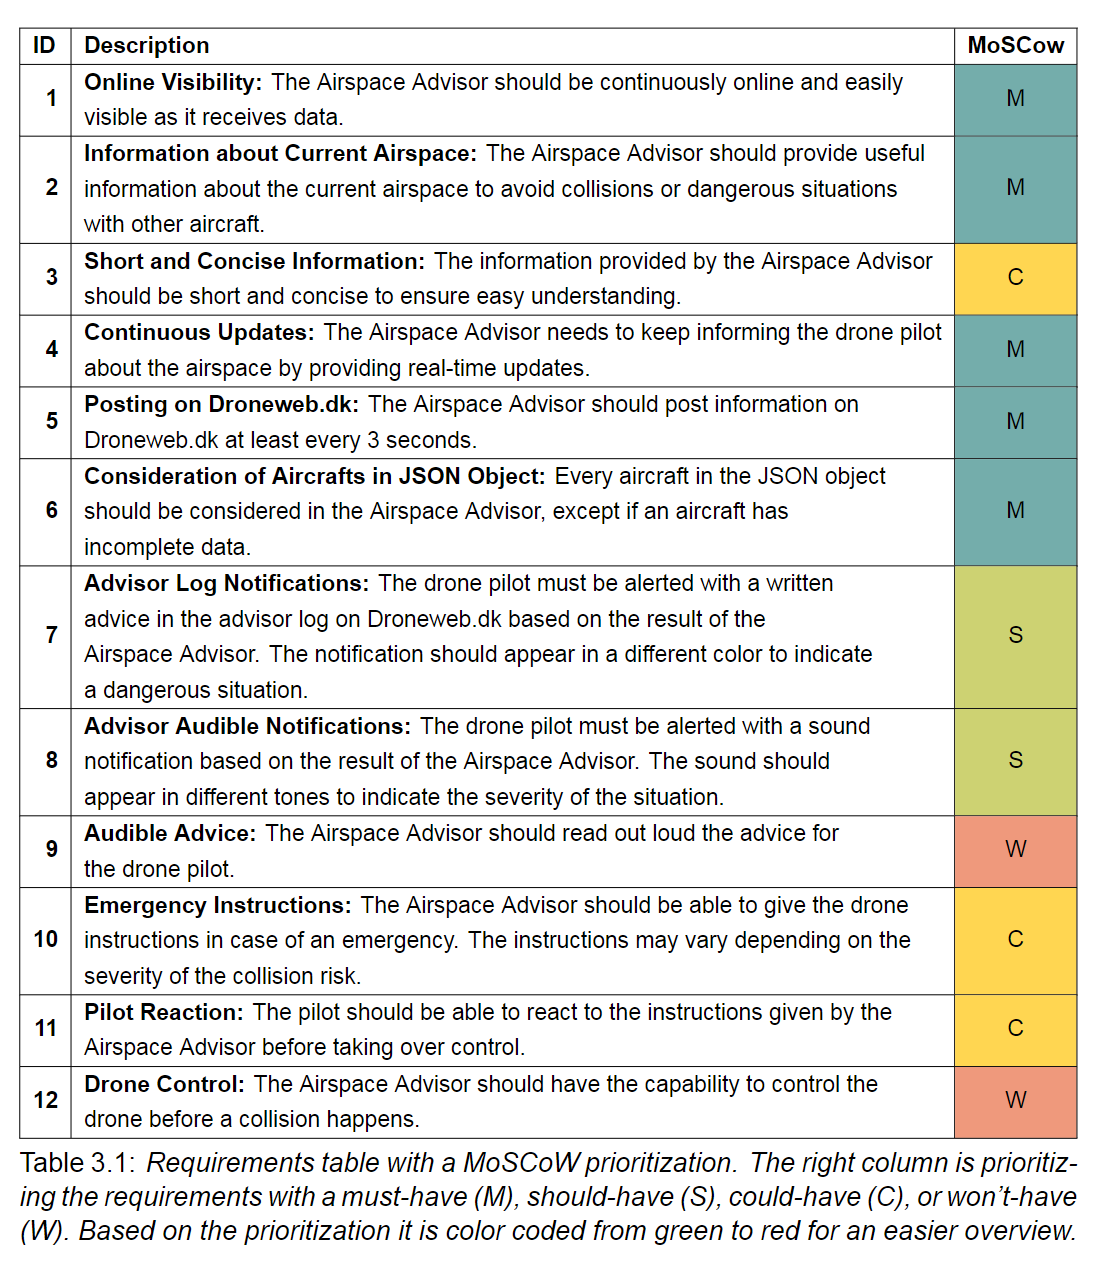 ID Description MoSCow
1 Online Visibility: The Airspace Advisor should be continuously online and easily M
visible as it receives data.
2 Information about Current Airspace: The Airspace Advisor should provide useful M
information about the current airspace to avoid collisions or dangerous situations
with other aircraft.
3 Short and Concise Information: The information provided by the Airspace Advisor C
should be short and concise to ensure easy understanding.
4 Continuous Updates: The Airspace Advisor needs to keep informing the drone pilot M
about the airspace by providing real-time updates.
5 Posting on Droneweb.dk: The Airspace Advisor should post information on M
Droneweb.dk at least every 3 seconds.
6 Consideration of Aircrafts in JSON Object: Every aircraft in the JSON object M
should be considered in the Airspace Advisor, except if an aircraft has
incomplete data.
7 Advisor Log Notifications: The drone pilot must be alerted with a written S
advice in the advisor log on Droneweb.dk based on the result of the
Airspace Advisor. The notification should appear in a different color to indicate
a dangerous situation.
8 Advisor Audible Notifications: The drone pilot must be alerted with a sound S
notification based on the result of the Airspace Advisor. The sound should
appear in different tones to indicate the severity of the situation.
9 Audible Advice: The Airspace Advisor should read out loud the advice for W
the drone pilot.
10 Emergency Instructions: The Airspace Advisor should be able to give the drone C
instructions in case of an emergency. The instructions may vary depending on the
severity of the collision risk.
11 Pilot Reaction: The pilot should be able to react to the instructions given by the C
Airspace Advisor before taking over control.
12 Drone Control: The Airspace Advisor should have the capability to control the W
drone before a collision happens.
Table 3.1: Requirements table with a MoSCoW prioritization. The right column is prioritiz-
ing the requirements with a must-have (M), should-have (S), could-have (C), or won't-have
(W). Based on the prioritization it is color coded from green to red for an easier overview.